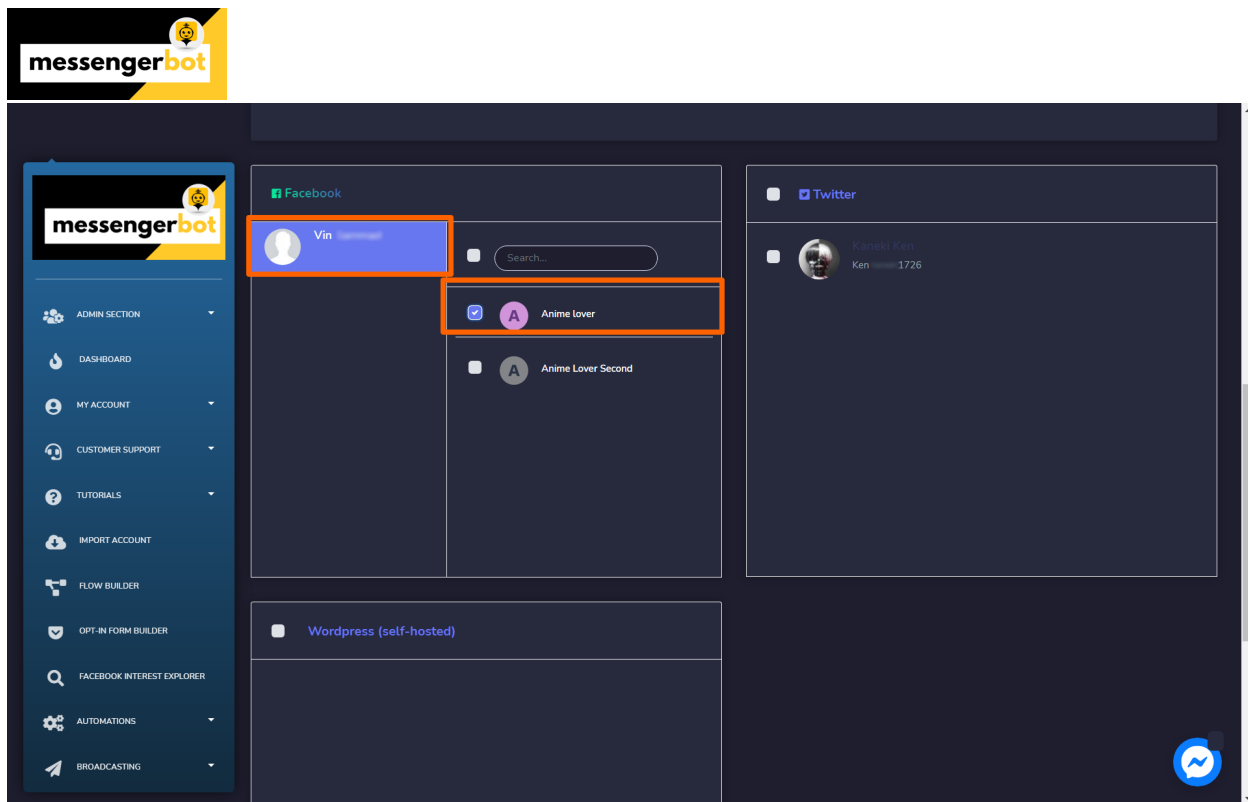 messengerbot
messengerbot
ADMIN SECTION
DASHBOARD
MY ACCOUNT
CUSTOMER SUPPORT
TUTORIALS
IMPORT ACCOUNT
FLOW BUILDER
OPT-IN FORM BUILDER
FACEBOOK INTEREST EXPLORER
AUTOMATIONS
BROADCASTING
Facebook
Vin
Search...
A Anime lover
A Anime Lover Second
Twitter
Kaneki Ken
Ken 1726
Wordpress (self-hosted)